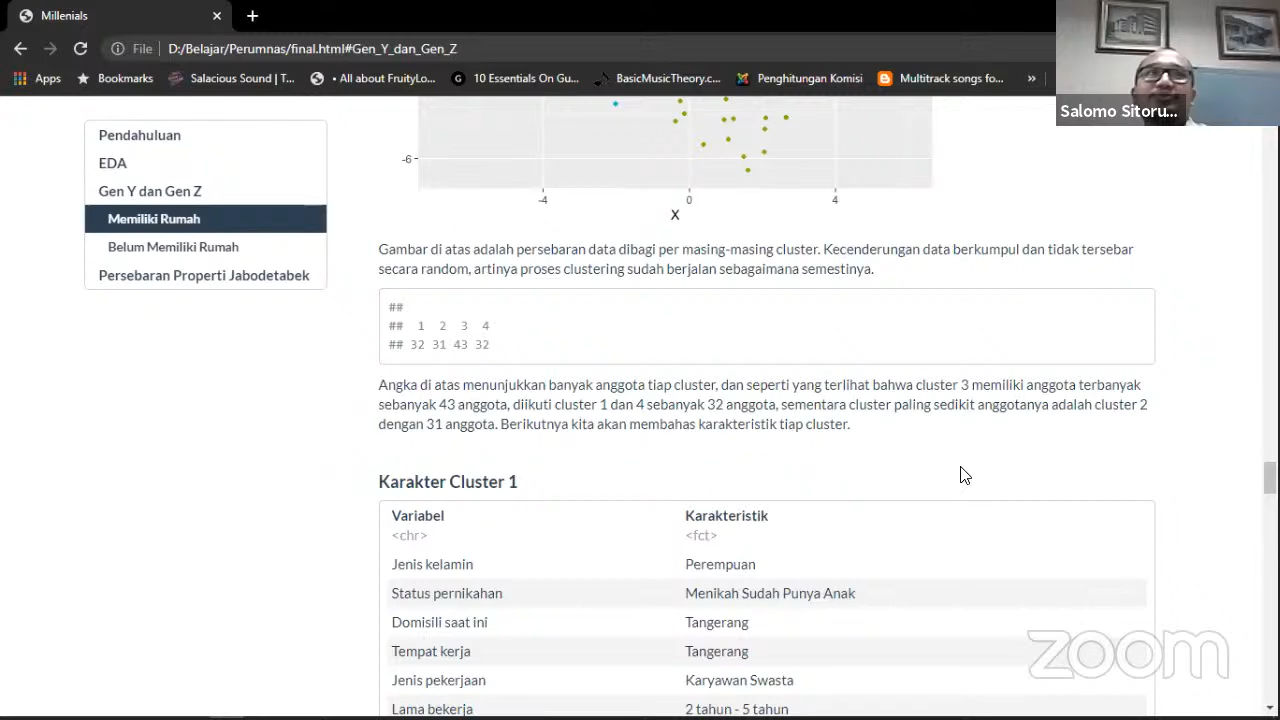 Millenials
File
D:/Belajar/Perumnas/final.html#Gen_Y_dan_Gen_Z
Apps
Bookmarks
Salacious Sound | T...
• All about FruityLo...
10 Essentials On Gu...
BasicMusicTheory.c...
Penghitungan Komisi
Multitrack songs fo...
»
Salomo Sitoru...
Pendahuluan
EDA
Gen Y dan Gen Z
Memiliki Rumah
Belum Memiliki Rumah
Persebaran Properti Jabodetabek
-6
-4 0 4
X
Gambar di atas adalah persebaran data dibagi per masing-masing cluster. Kecenderungan data berkumpul dan tidak tersebar
secara random, artinya proses clustering sudah berjalan sebagaimana semestinya.
##
## 1 2 3 4
## 32 31 43 32
Angka di atas menunjukkan banyak anggota tiap cluster, dan seperti yang terlihat bahwa cluster 3 memiliki anggota terbanyak
sebanyak 43 anggota, diikuti cluster 1 dan 4 sebanyak 32 anggota, sementara cluster paling sedikit anggotanya adalah cluster 2
dengan 31 anggota. Berikutnya kita akan membahas karakteristik tiap cluster.
Karakter Cluster 1
Variabel Karakteristik
<chr> <fct>
Jenis kelamin Perempuan
Status pernikahan Menikah Sudah Punya Anak
Domisili saat ini Tangerang
Tempat kerja Tangerang
Jenis pekerjaan Karyawan Swasta
Lama bekerja 2 tahun - 5 tahun
zoom